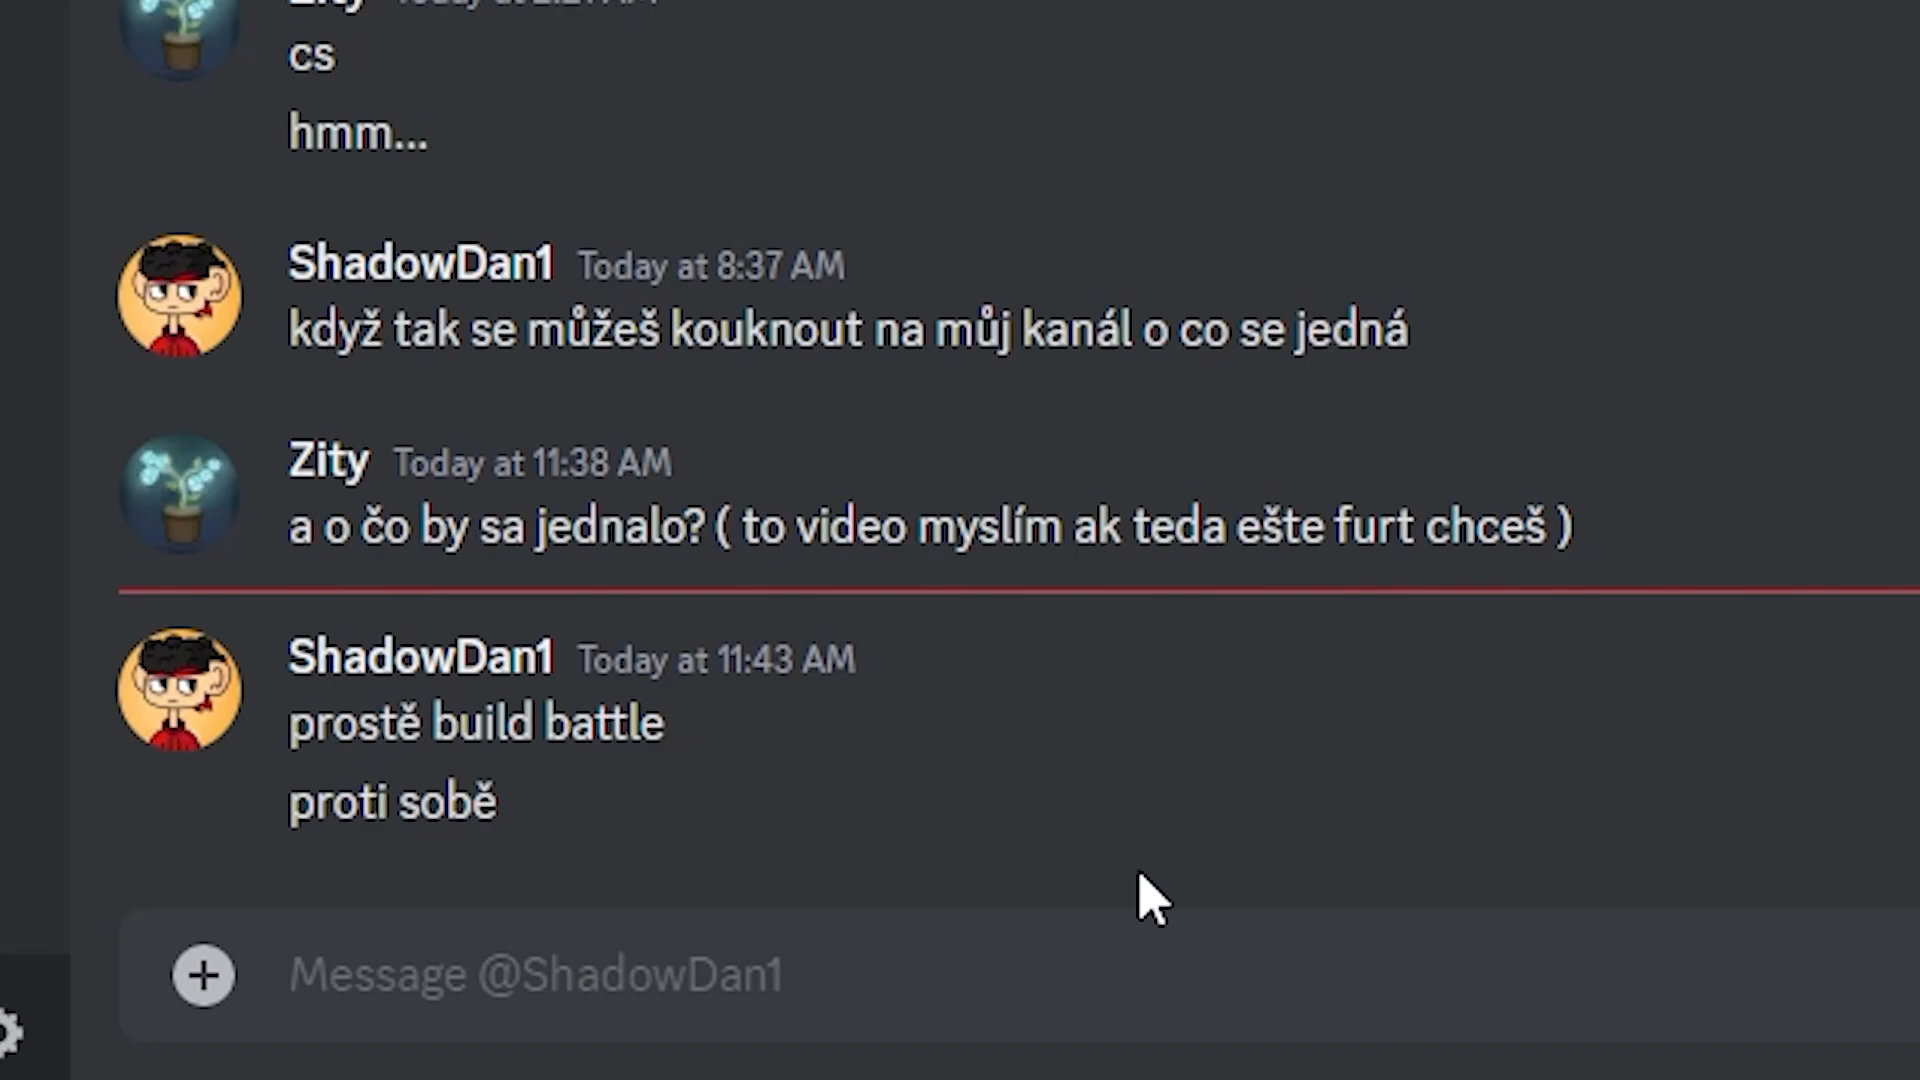 Zity
cs
hmm...
ShadowDan1 Today at 8:37 AM
když tak se můžeš kouknout na můj kanál o co se jedná
Zity Today at 11:38 AM
a o čo by sa jednalo? ( to video myslím ak teda ešte furt chceš )
ShadowDan1 Today at 11:43 AM
prostě build battle
proti sobě
Message @ShadowDan1